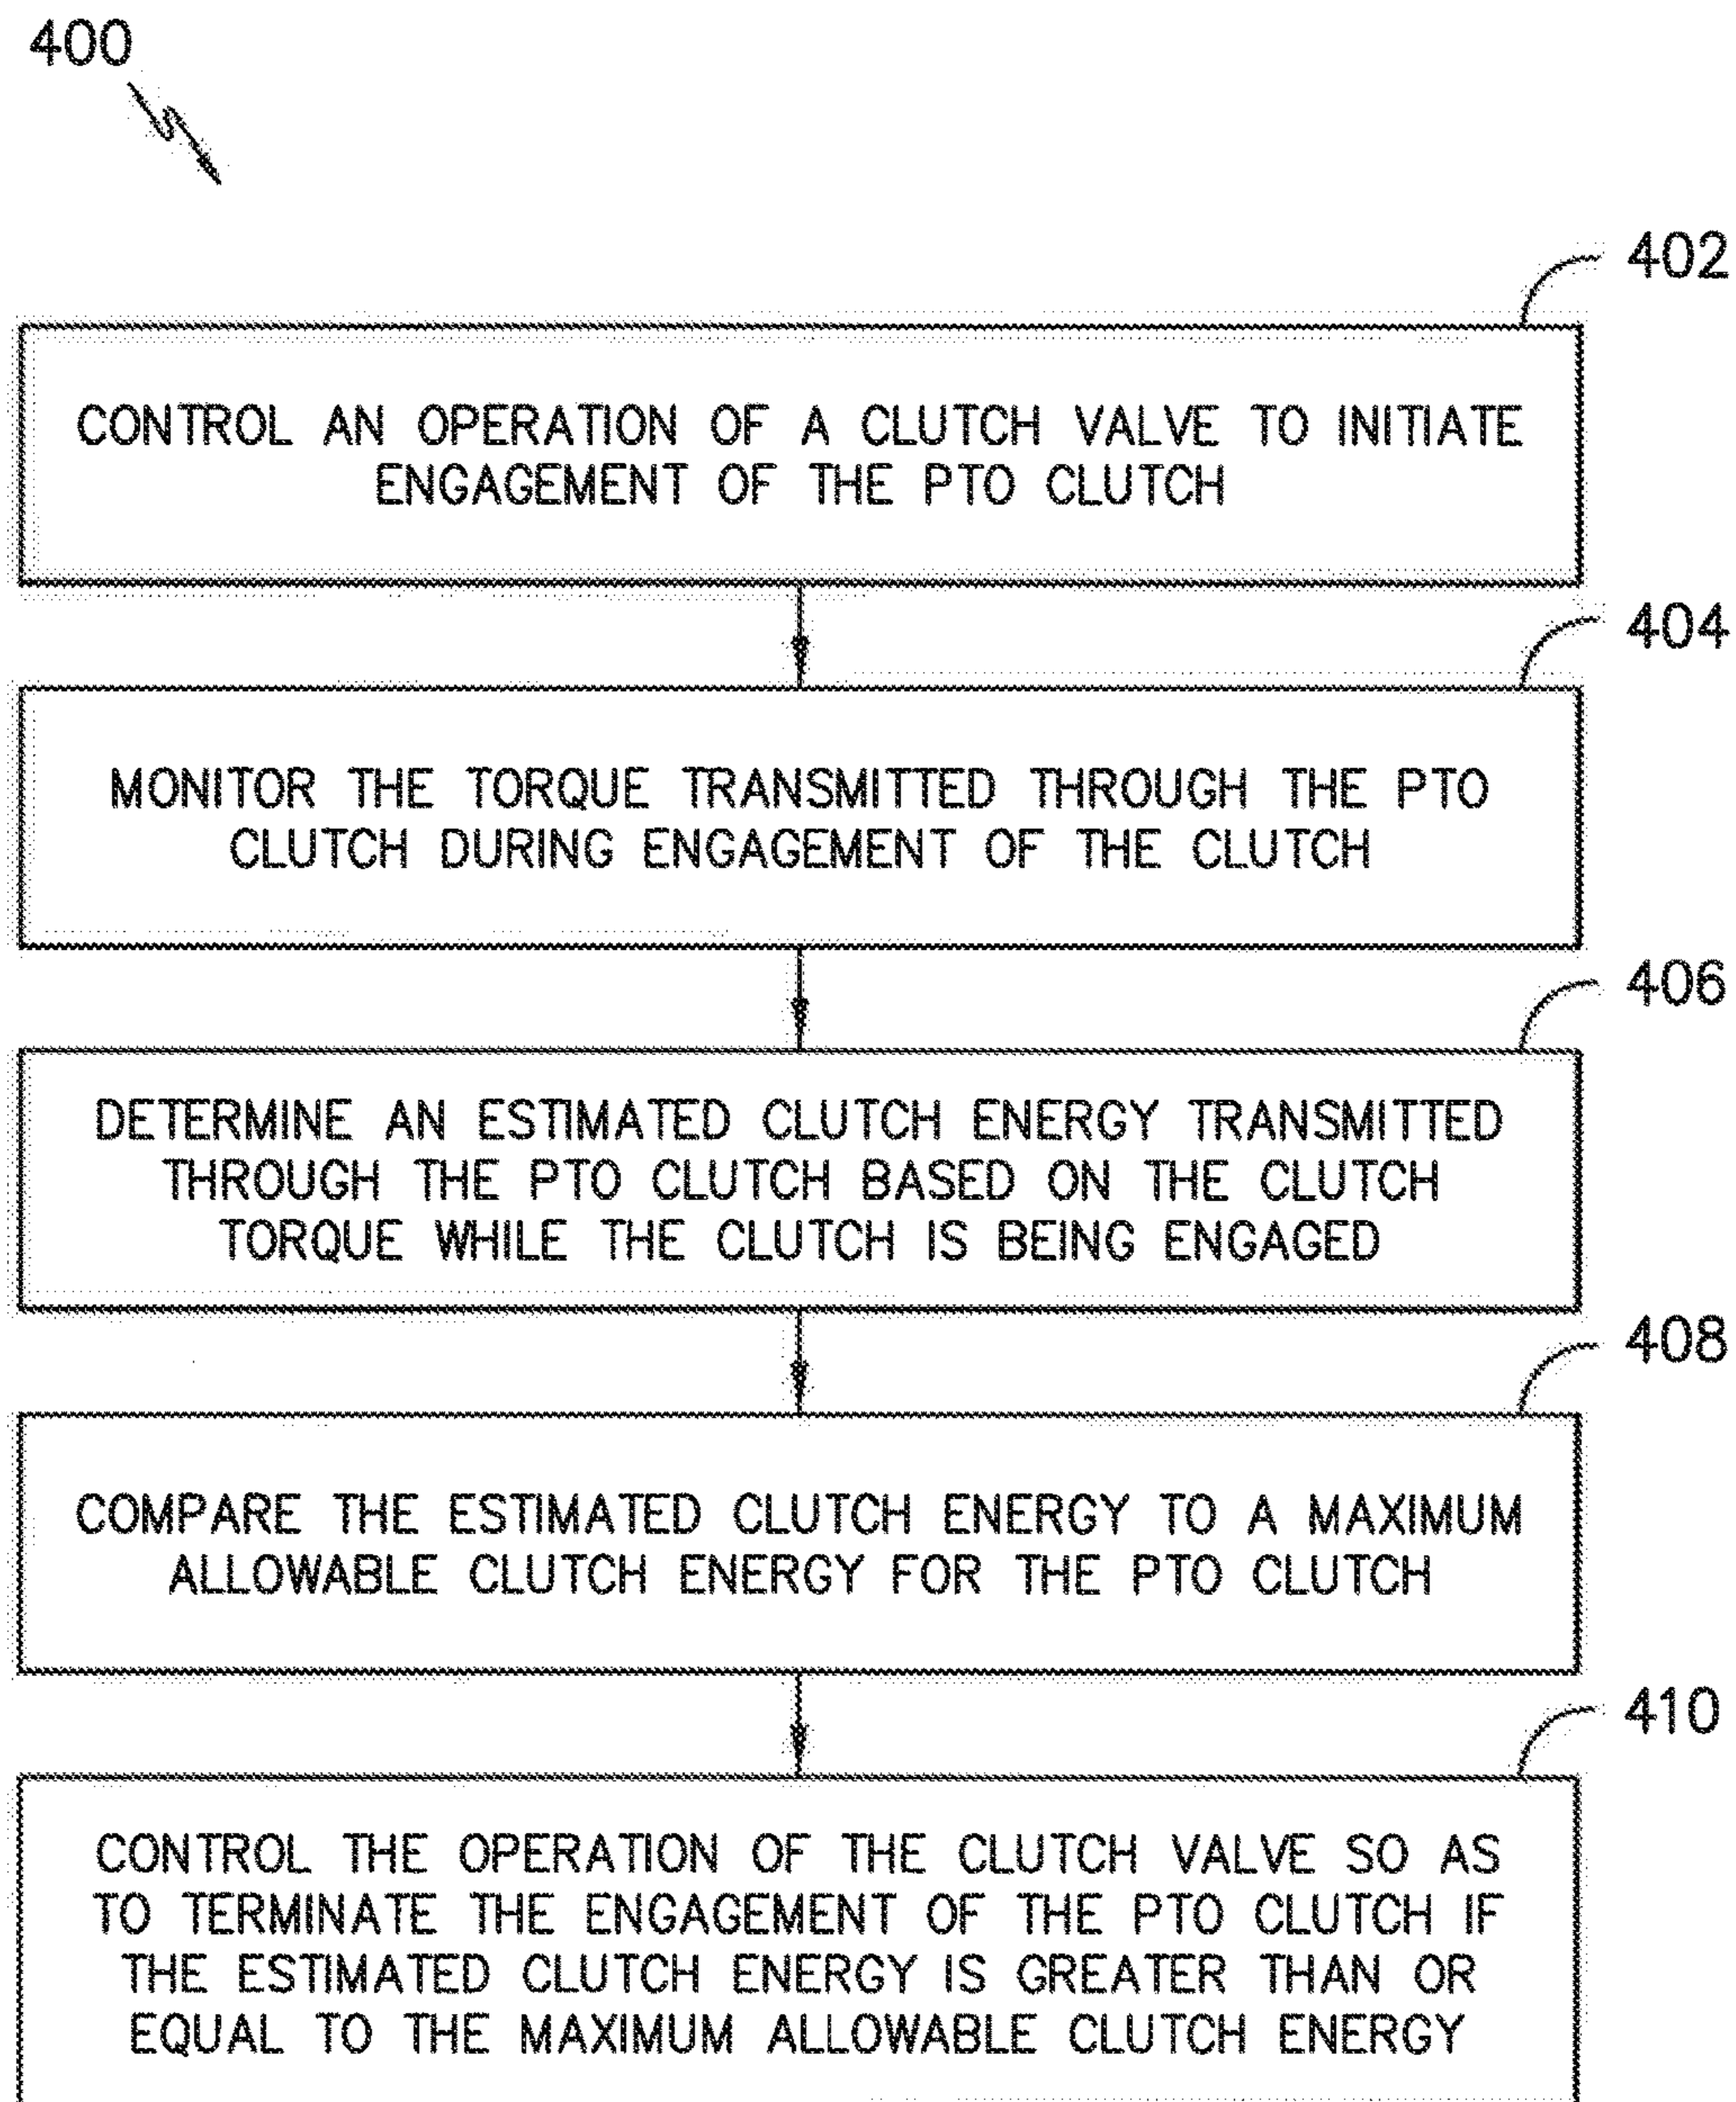 400
402
CONTROL AN OPERATION OF A CLUTCH VALVE TO INITIATE
ENGAGEMENT OF THE PTO CLUTCH
404
MONITOR THE TORQUE TRANSMITTED THROUGH THE PTO
CLUTCH DURING ENGAGEMENT OF THE CLUTCH
406
DETERMINE AN ESTIMATED CLUTCH ENERGY TRANSMITTED
THROUGH THE PTO CLUTCH BASED ON THE CLUTCH
TORQUE WHILE THE CLUTCH IS BEING ENGAGED
408
COMPARE THE ESTIMATED CLUTCH ENERGY TO A MAXIMUM
ALLOWABLE CLUTCH ENERGY FOR THE PTO CLUTCH
410
CONTROL THE OPERATION OF THE CLUTCH VALVE SO AS
TO TERMINATE THE ENGAGEMENT OF THE PTO CLUTCH IF
THE ESTIMATED CLUTCH ENERGY IS GREATER THAN OR
EQUAL TO THE MAXIMUM ALLOWABLE CLUTCH ENERGY